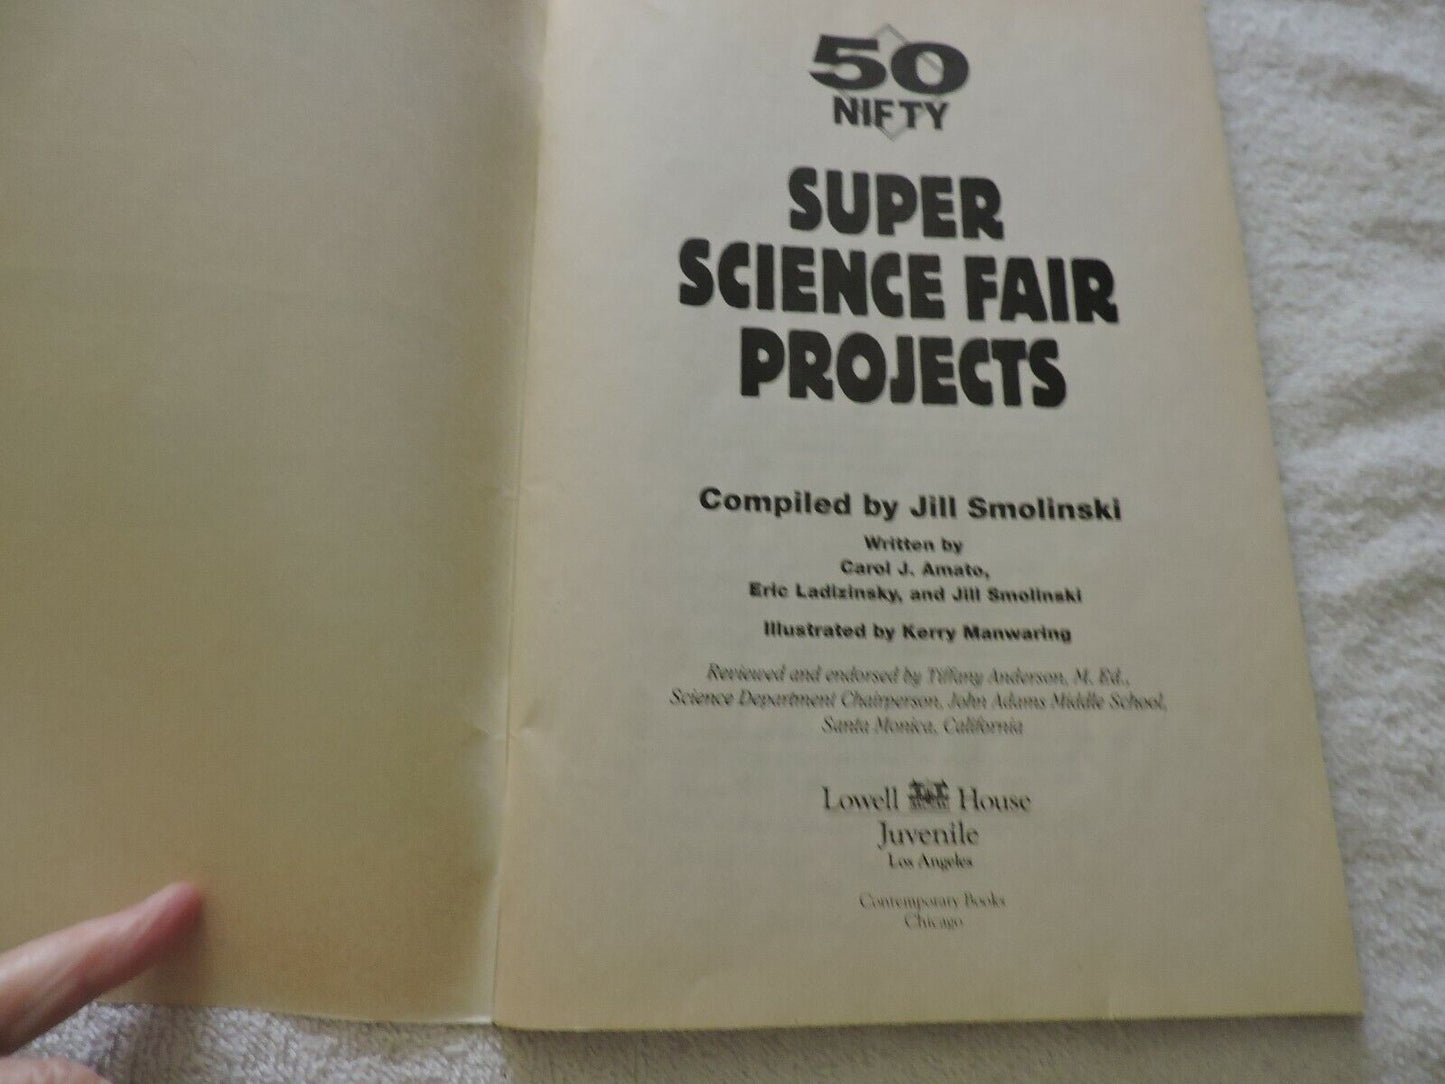 50
NIFTY
SUPER
SCIENCE FAIR
PROJECTS
Compiled by Jill Smolinski
Written by
Carol J. Amato,
Eric Ladizinsky, and Jill Smolinski
Illustrated by Kerry Manwaring
Reviewed and endorsed by Tiffany Anderson, M. Ed.,
Science Department Chairperson, John Adams Middle School,
Santa Monica, California
Lowell House
Juvenile
Los Angeles
Contemporary Books
Chicago